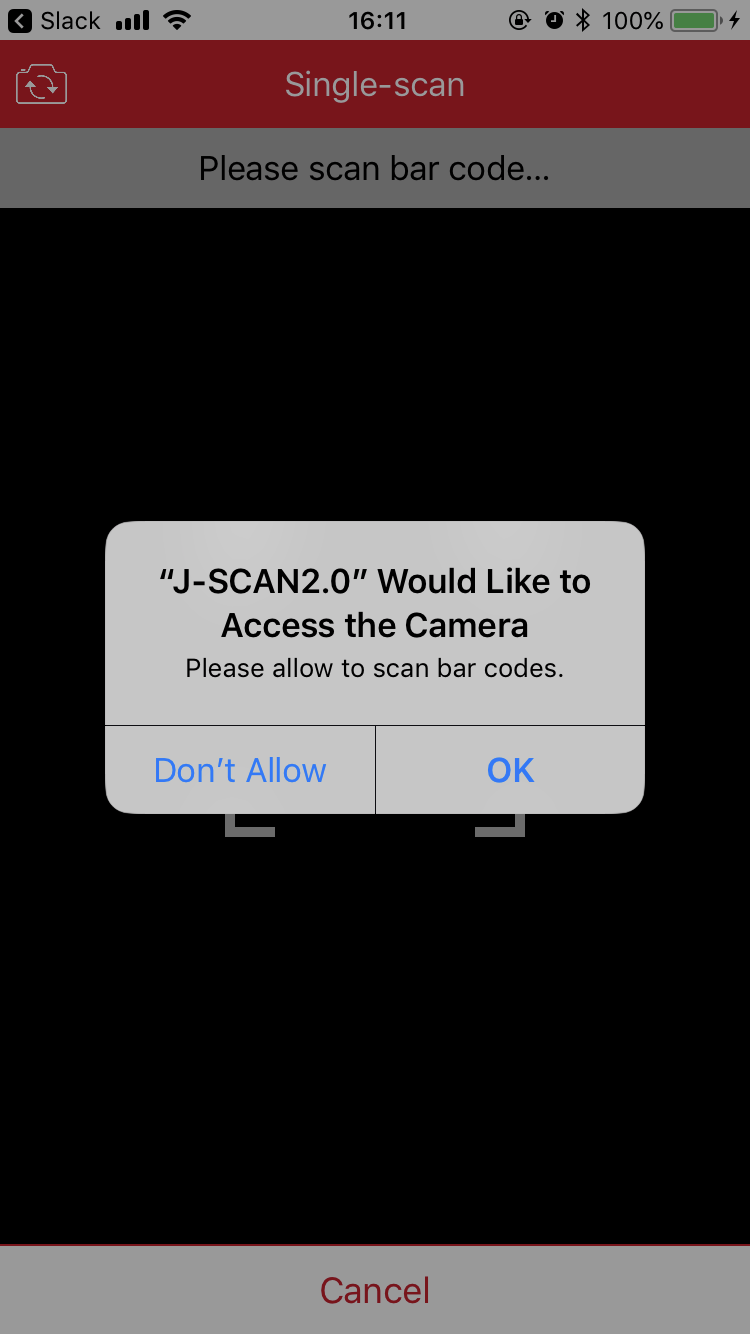 Slack 16:11 100%
Single-scan
Please scan bar code...
“J-SCAN2.0” Would Like to
Access the Camera
Please allow to scan bar codes.
Don’t Allow OK
Cancel